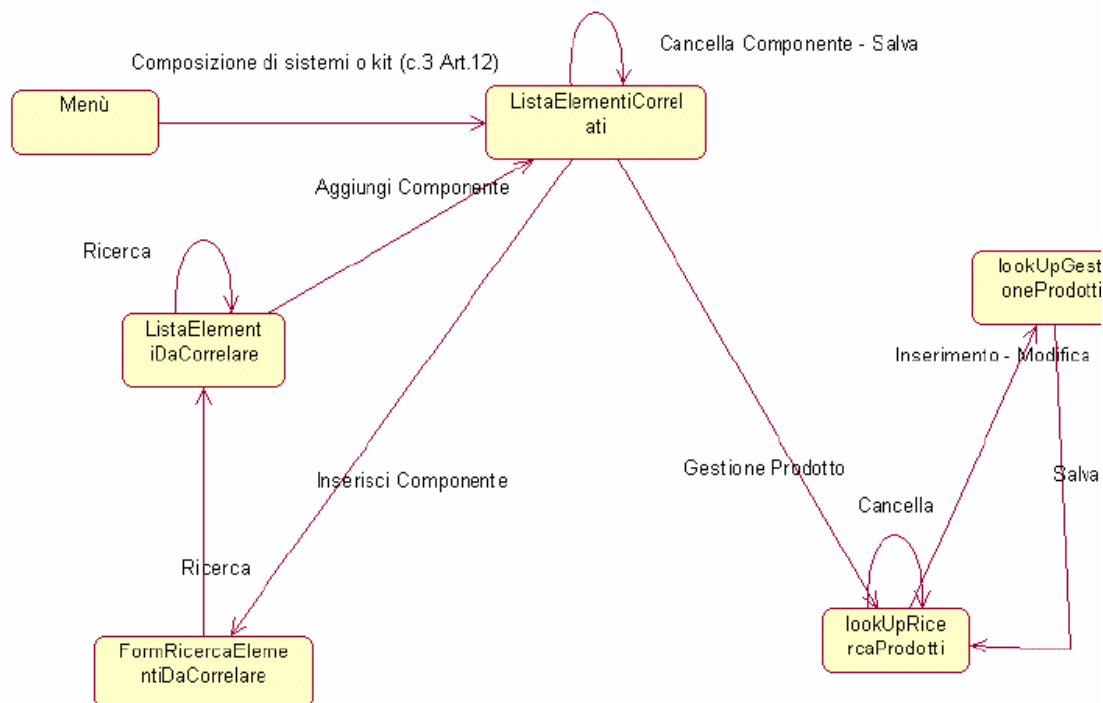 Cancella Componente - Salva
Composizione di sistemi o kit (c.3 Art.12)
Menù
ListaElementiCorrel
ati
Aggiungi Componente
Ricerca
lookUpGest
oneProdotti
ListaElement
iDaCorrelare
Inserimento - Modifica
Inserisci Componente
Gestione Prodotto
Salva
Cancella
Ricerca
FormRicercaEleme
ntiDaCorrelare
lookUpRice
rcaProdotti